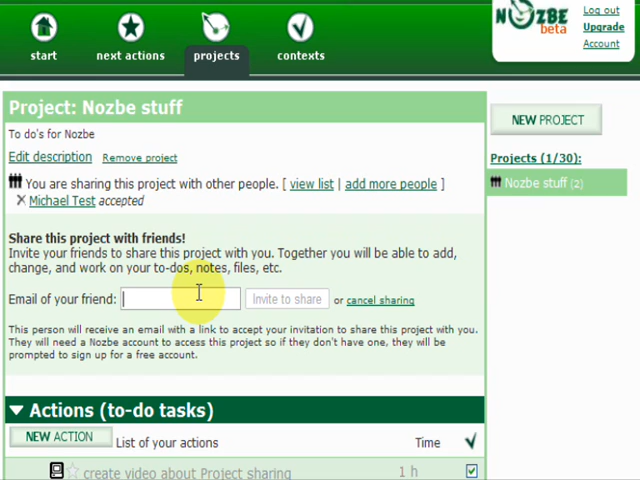 start
next actions
projects
contexts
NOZBE
beta
Log out
Upgrade
Account
Project: Nozbe stuff
To do's for Nozbe
Edit description Remove project
You are sharing this project with other people. [ view list | add more people ]
Michael Test accepted
Share this project with friends!
Invite your friends to share this project with you. Together you will be able to add,
change, and work on your to-dos, notes, files, etc.
Email of your friend: Invite to share or cancel sharing
This person will receive an email with a link to accept your invitation to share this project with you.
They will need a Nozbe account to access this project so if they don't have one, they will be
prompted to sign up for a free account.
Actions (to-do tasks)
NEW ACTION List of your actions Time
create video about Project sharing 1 h
NEW PROJECT
Projects (1/30):
Nozbe stuff (2)